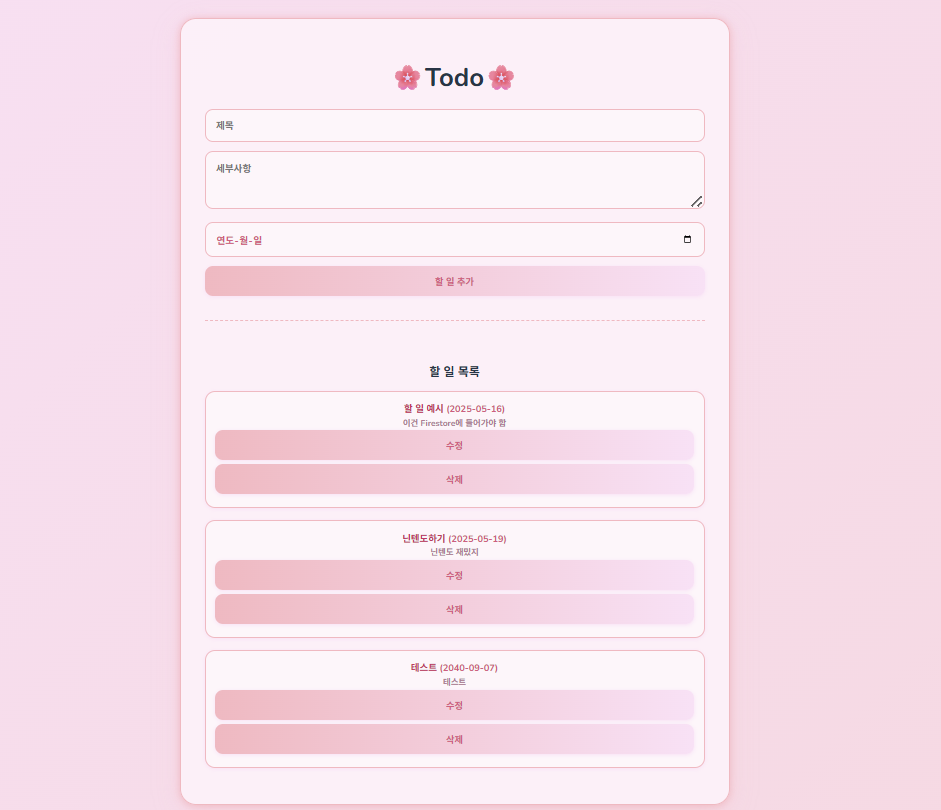 🌸 Todo 🌸
제목
세부사항
연도-월-일
할 일 추가
할 일 목록
할 일 예시 (2025-05-16)
이건 Firestore에 들어가야 함
수정
삭제
닌텐도하기 (2025-05-19)
닌텐도 재밌지
수정
삭제
테스트 (2040-09-07)
테스트
수정
삭제